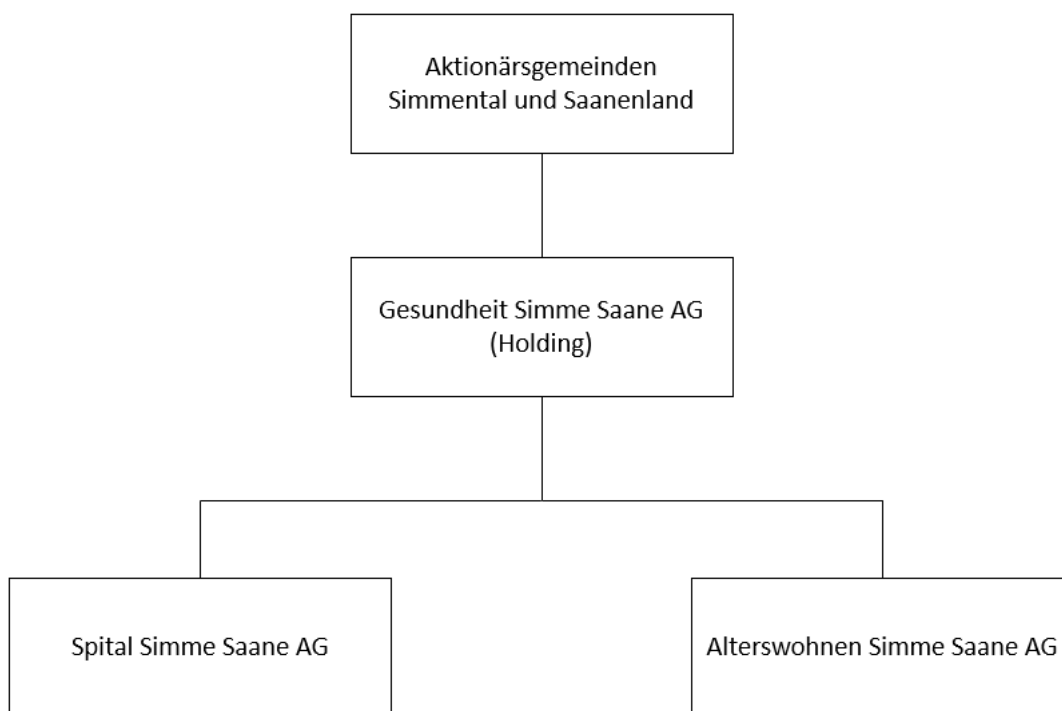 Aktionärsgemeinden
Simmental und Saanenland
Gesundheit Simme Saane AG
(Holding)
Spital Simme Saane AG
Alterswohnen Simme Saane AG